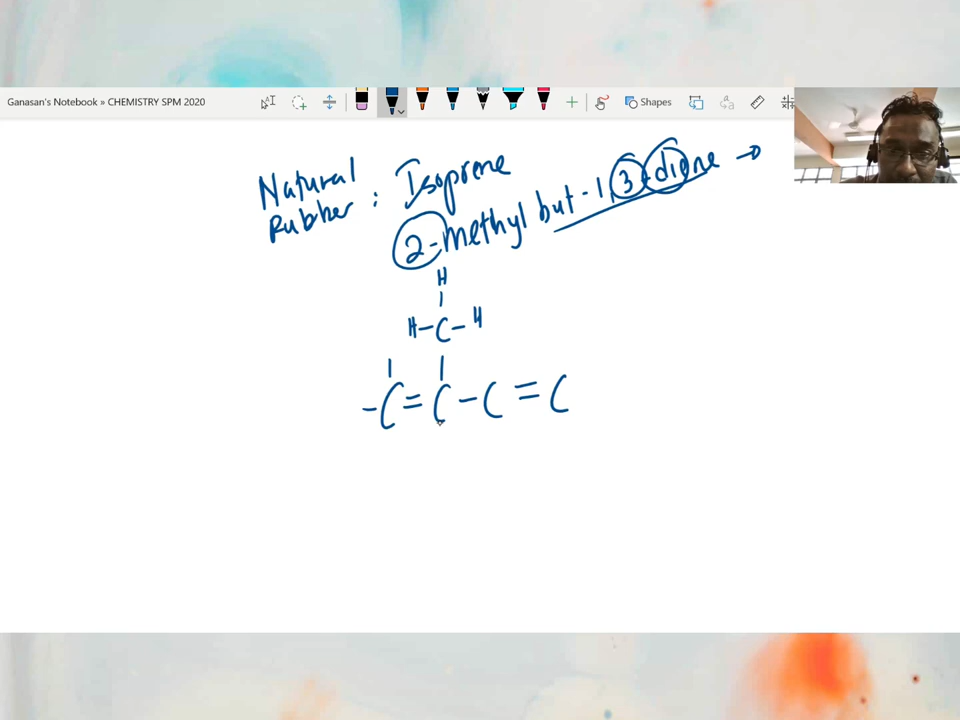 Ganasan's Notebook » CHEMISTRY SPM 2020
Shapes
Natural Rubber : Isoprene
2-methyl but-1,3-diene →
H
H-C-H
-C=C-C=C